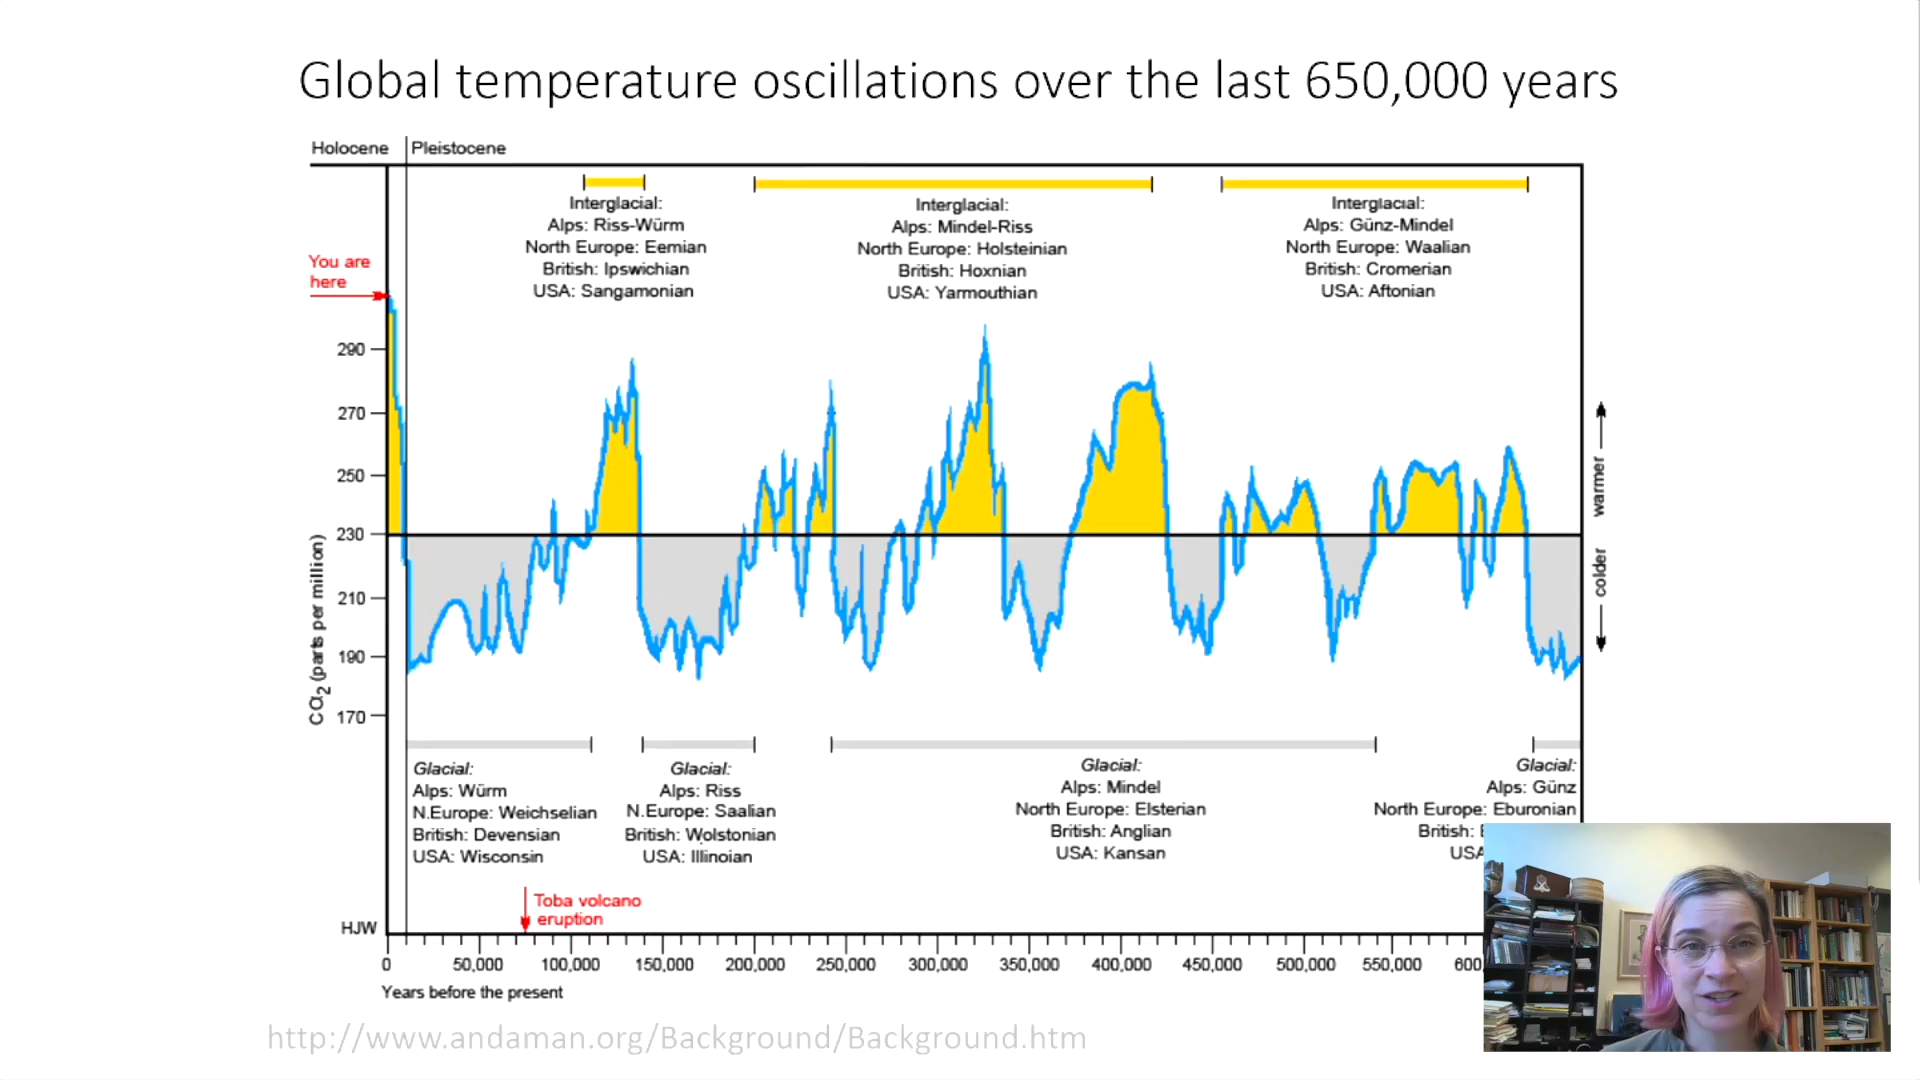 Global temperature oscillations over the last 650,000 years
Holocene
Pleistocene
Interglacial:
Alps: Riss-Würm
North Europe: Eemian
British: Ipswichian
USA: Sangamonian
Interglacial:
Alps: Mindel-Riss
North Europe: Holsteinian
British: Hoxnian
USA: Yarmouthian
Interglacial:
Alps: Günz-Mindel
North Europe: Waalian
British: Cromerian
USA: Aftonian
You are
here
290
270
250
230
210
190
170
CO2 (parts per million)
warmer
colder
Glacial:
Alps: Würm
N.Europe: Weichselian
British: Devensian
USA: Wisconsin
Glacial:
Alps: Riss
N.Europe: Saalian
British: Wolstonian
USA: Illinoian
Glacial:
Alps: Mindel
North Europe: Elsterian
British: Anglian
USA: Kansan
Glacial:
Alps: Günz
North Europe: Eburonian
British:
USA
Toba volcano
eruption
HJW
0 50,000 100,000 150,000 200,000 250,000 300,000 350,000 400,000 450,000 500,000 550,000 600,
Years before the present
http://www.andaman.org/Background/Background.htm